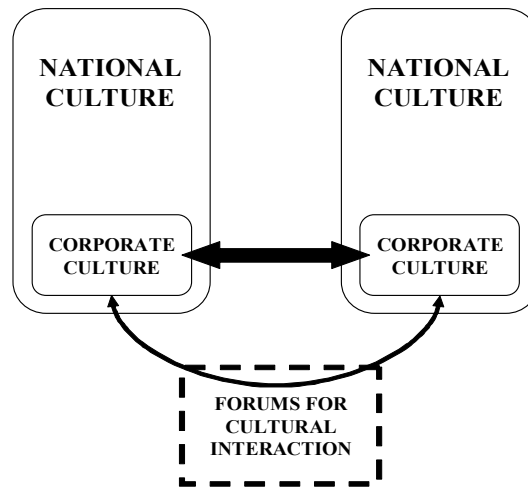 NATIONAL
CULTURE
NATIONAL
CULTURE
CORPORATE
CULTURE
CORPORATE
CULTURE
FORUMS FOR
CULTURAL
INTERACTION